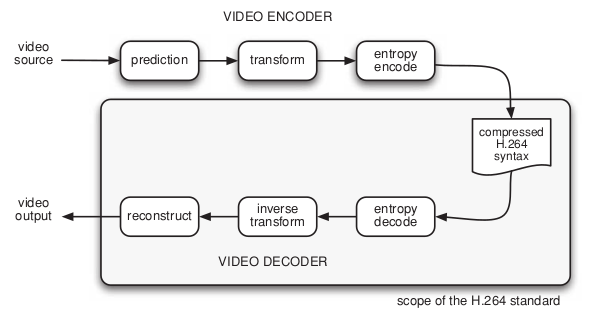 VIDEO ENCODER
video
source
prediction
transform
entropy
encode
compressed
H.264
syntax
video
output
reconstruct
inverse
transform
entropy
decode
VIDEO DECODER
scope of the H.264 standard